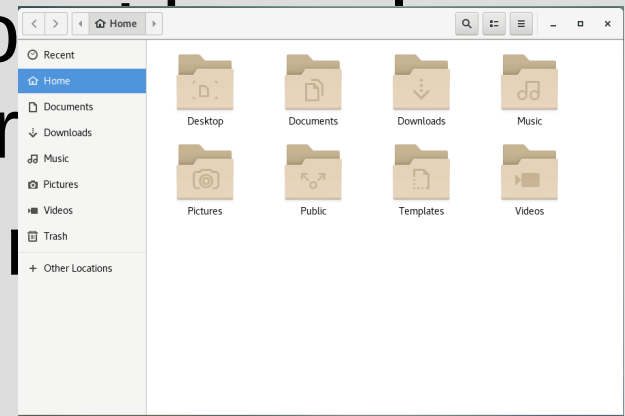 Home
Recent
Home
Documents
Downloads
Music
Pictures
Videos
Trash
+ Other Locations
Desktop Documents Downloads Music
Pictures Public Templates Videos